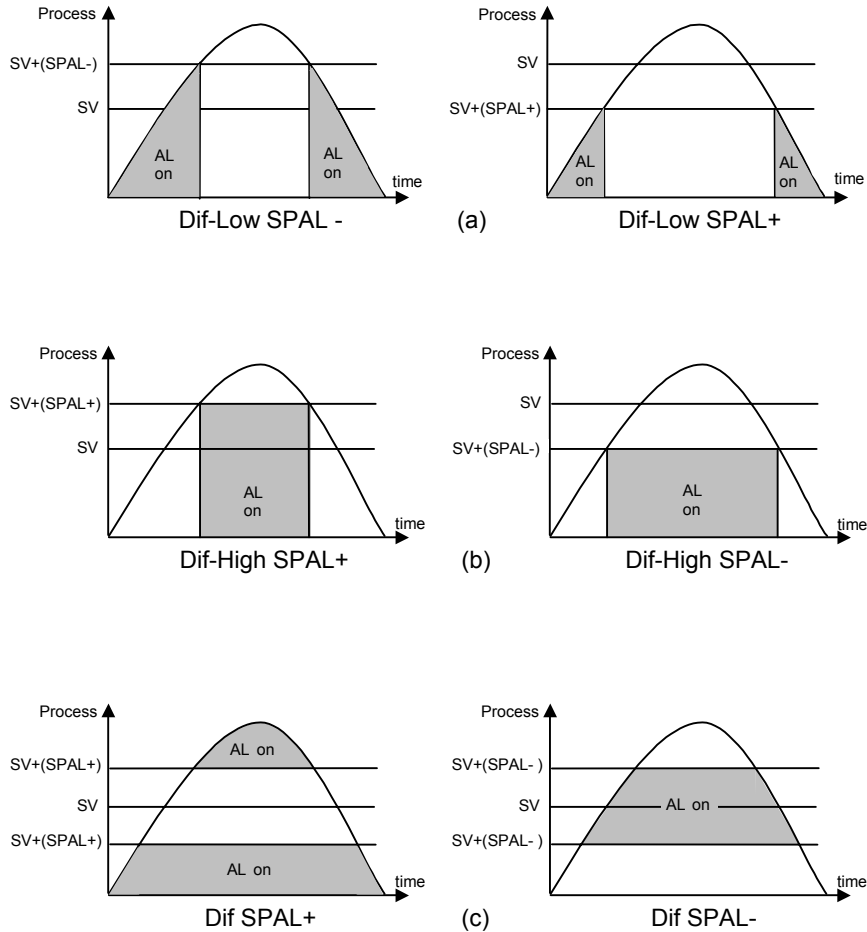 Process
SV+(SPAL-)
SV
AL
on
AL
on
time
Dif-Low SPAL -
(a)
Process
SV
SV+(SPAL+)
AL
on
AL
on
time
Dif-Low SPAL+
Process
SV+(SPAL+)
SV
AL
on
time
Dif-High SPAL+
(b)
Process
SV
SV+(SPAL-)
AL
on
time
Dif-High SPAL-
Process
SV+(SPAL+)
SV
SV+(SPAL+)
AL on
AL on
time
Dif SPAL+
(c)
Process
SV+(SPAL- )
SV
SV+(SPAL- )
AL on
time
Dif SPAL-